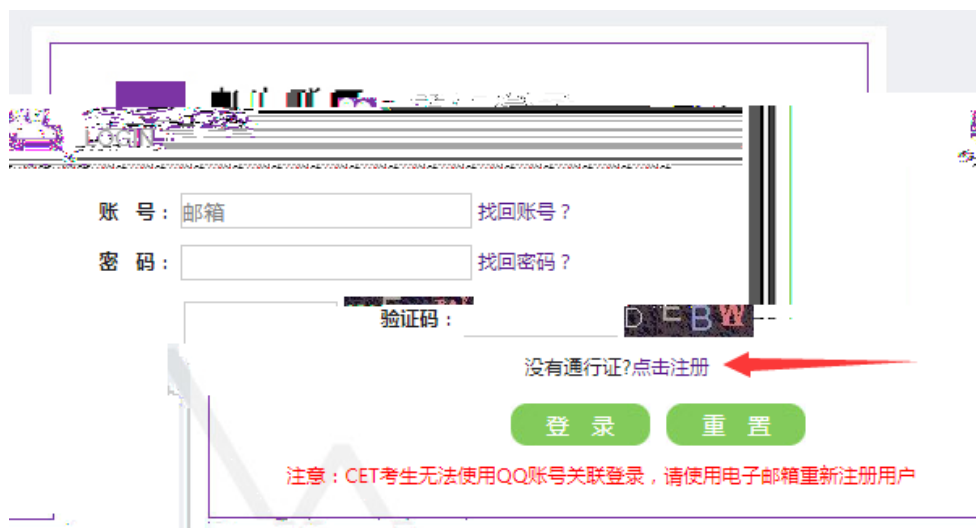 LOGIN
账 号：邮箱 找回账号？
密 码： 找回密码？
验证码： D E B W
没有通行证?点击注册
登 录 重 置
注意：CET考生无法使用QQ账号关联登录，请使用电子邮箱重新注册用户